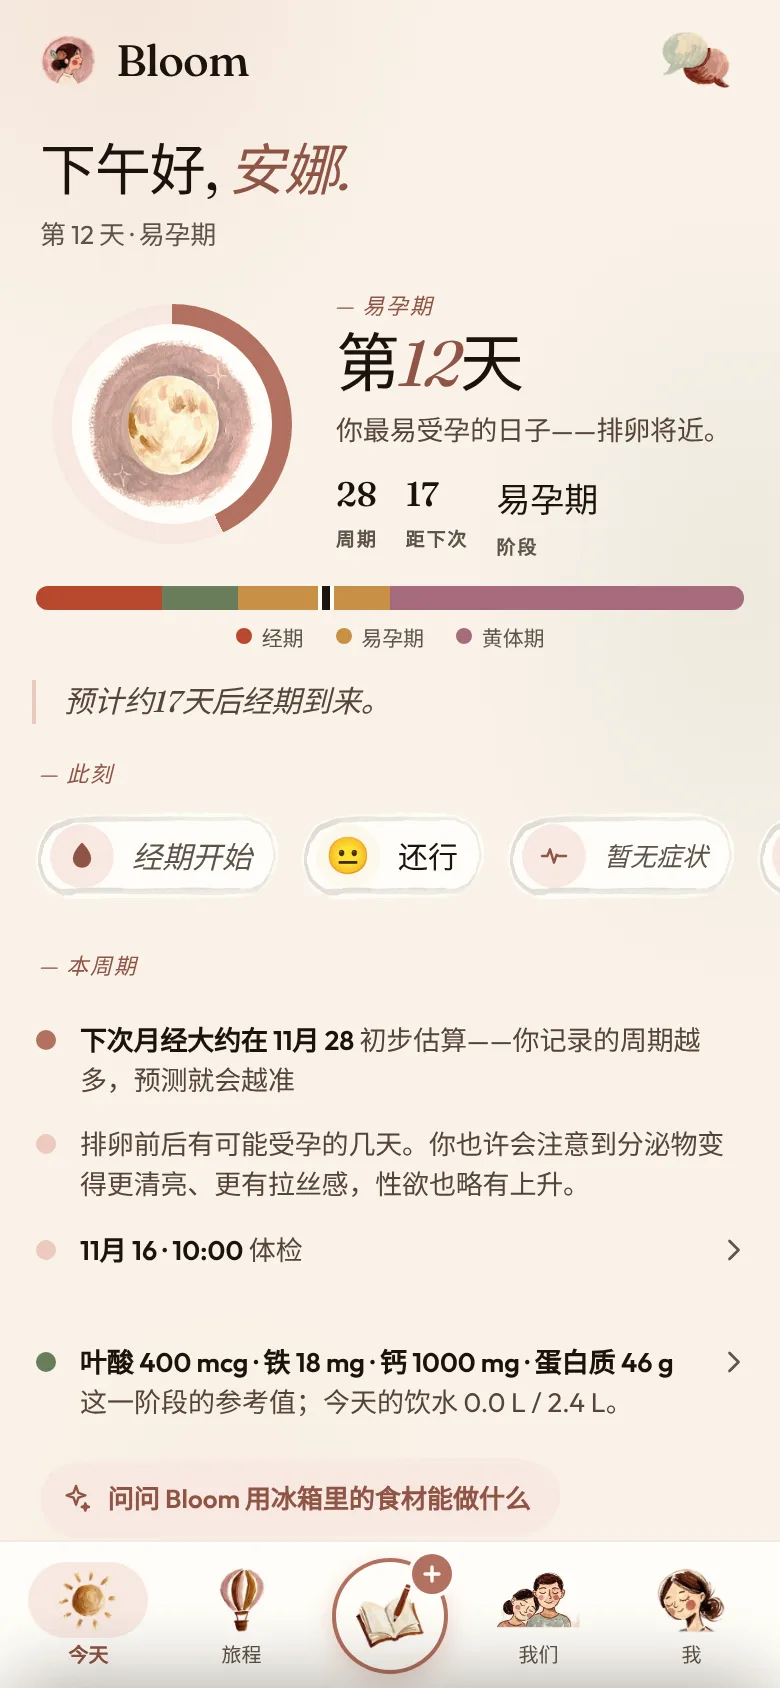 Bloom
下午好, 安娜.
第 12 天·易孕期
— 易孕期
第12天
你最易受孕的日子——排卵将近。
28 17 易孕期
周期 距下次 阶段
经期 易孕期 黄体期
预计约17天后经期到来。
— 此刻
经期开始 还行 暂无症状
— 本周期
下次月经大约在 11月 28 初步估算——你记录的周期越
多，预测就会越准
排卵前后有可能受孕的几天。你也许会注意到分泌物变
得更清亮、更有拉丝感，性欲也略有上升。
11月 16·10:00 体检
叶酸 400 mcg·铁 18 mg·钙 1000 mg·蛋白质 46 g
这一阶段的参考值；今天的饮水 0.0 L / 2.4 L。
问问 Bloom 用冰箱里的食材能做什么
今天 旅程 我们 我